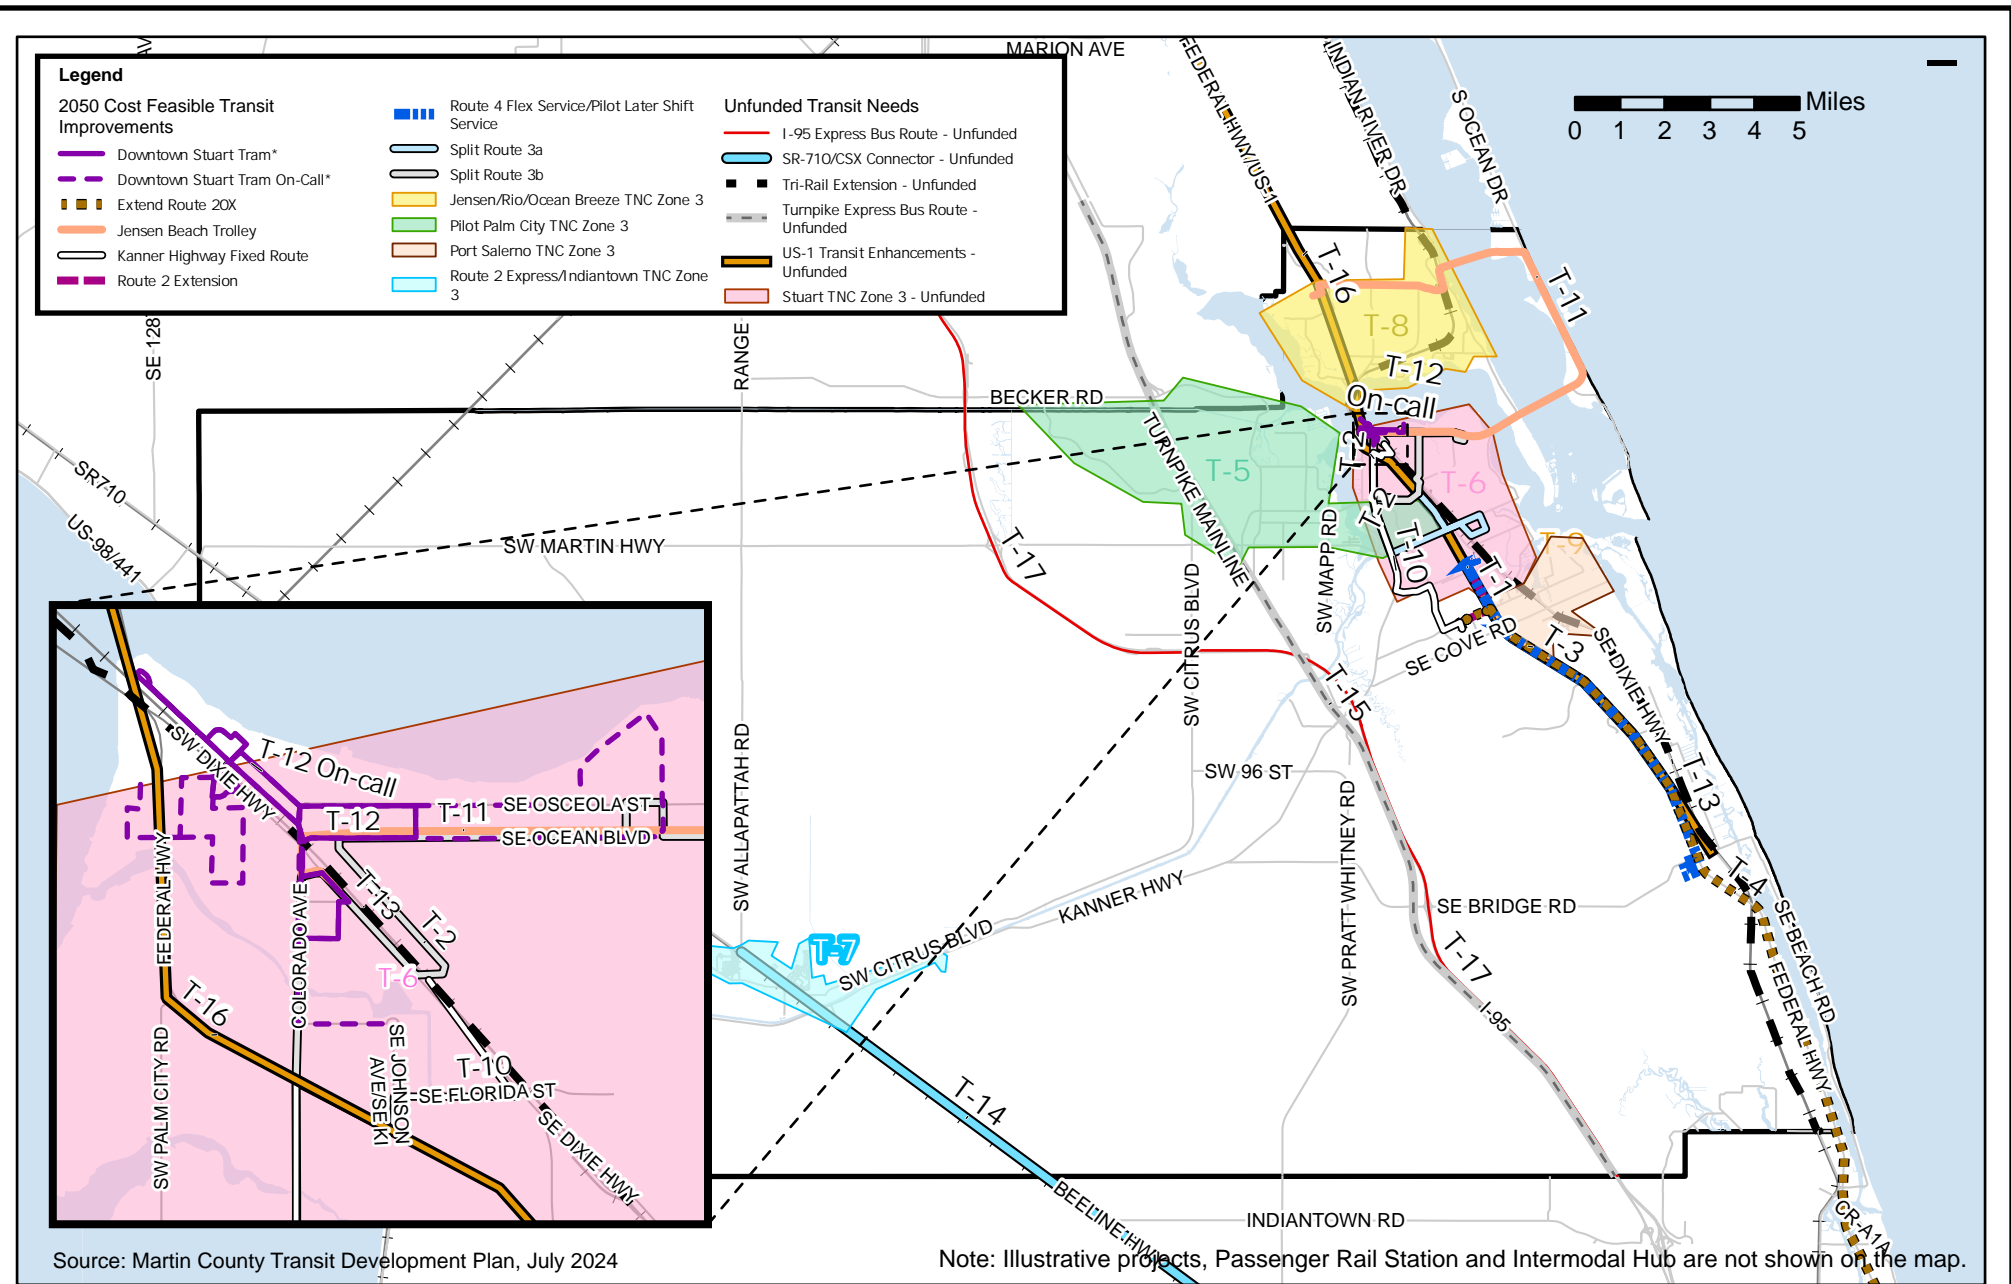 MARION AVE
Legend
2050 Cost Feasible Transit
Improvements
Downtown Stuart Tram*
Downtown Stuart Tram On-Call*
Extend Route 20X
Jensen Beach Trolley
Kanner Highway Fixed Route
Route 2 Extension
Route 4 Flex Service/Pilot Later Shift
Service
Split Route 3a
Split Route 3b
Jensen/Rio/Ocean Breeze TNC Zone 3
Pilot Palm City TNC Zone 3
Port Salerno TNC Zone 3
Route 2 Express/Indiantown TNC Zone
3
Unfunded Transit Needs
I-95 Express Bus Route - Unfunded
SR-710/CSX Connector - Unfunded
Tri-Rail Extension - Unfunded
Turnpike Express Bus Route -
Unfunded
US-1 Transit Enhancements -
Unfunded
Stuart TNC Zone 3 - Unfunded
Miles
0 1 2 3 4 5
FEDERAL HWY/US-1
INDIAN RIVER DR
S OCEAN DR
SE 128
RANGE
BECKER RD
SR710
US-98/441
SW MARTIN HWY
TURNPIKE MAINLINE
SW MAPP RD
SW CITRUS BLVD
SE COVE RD
SE DIXIE HWY
SW 96 ST
SW ALLAPATTAH RD
SW PRATT WHITNEY RD
KANNER HWY
SW CITRUS BLVD
SE BRIDGE RD
SE BEACH RD
FEDERAL HWY
I-95
BEELINE HWY
INDIANTOWN RD
CR-A1A
T-16
T-11
T-8
T-12
On-call
T-2
T-5
T-6
T-2
T-10
T-9
T-1
T-3
T-17
T-15
T-13
T-4
T-7
T-17
T-14
SW DIXIE HWY
T-12 On-call
SE OSCEOLA ST
T-12
T-11
SE OCEAN BLVD
FEDERAL HWY
COLORADO AVE
T-13
T-2
T-6
T-16
SW PALM CITY RD
SE JOHNSON
AVE/SE KI
T-10
SE FLORIDA ST
SE DIXIE HWY
Source: Martin County Transit Development Plan, July 2024
Note: Illustrative projects, Passenger Rail Station and Intermodal Hub are not shown on the map.